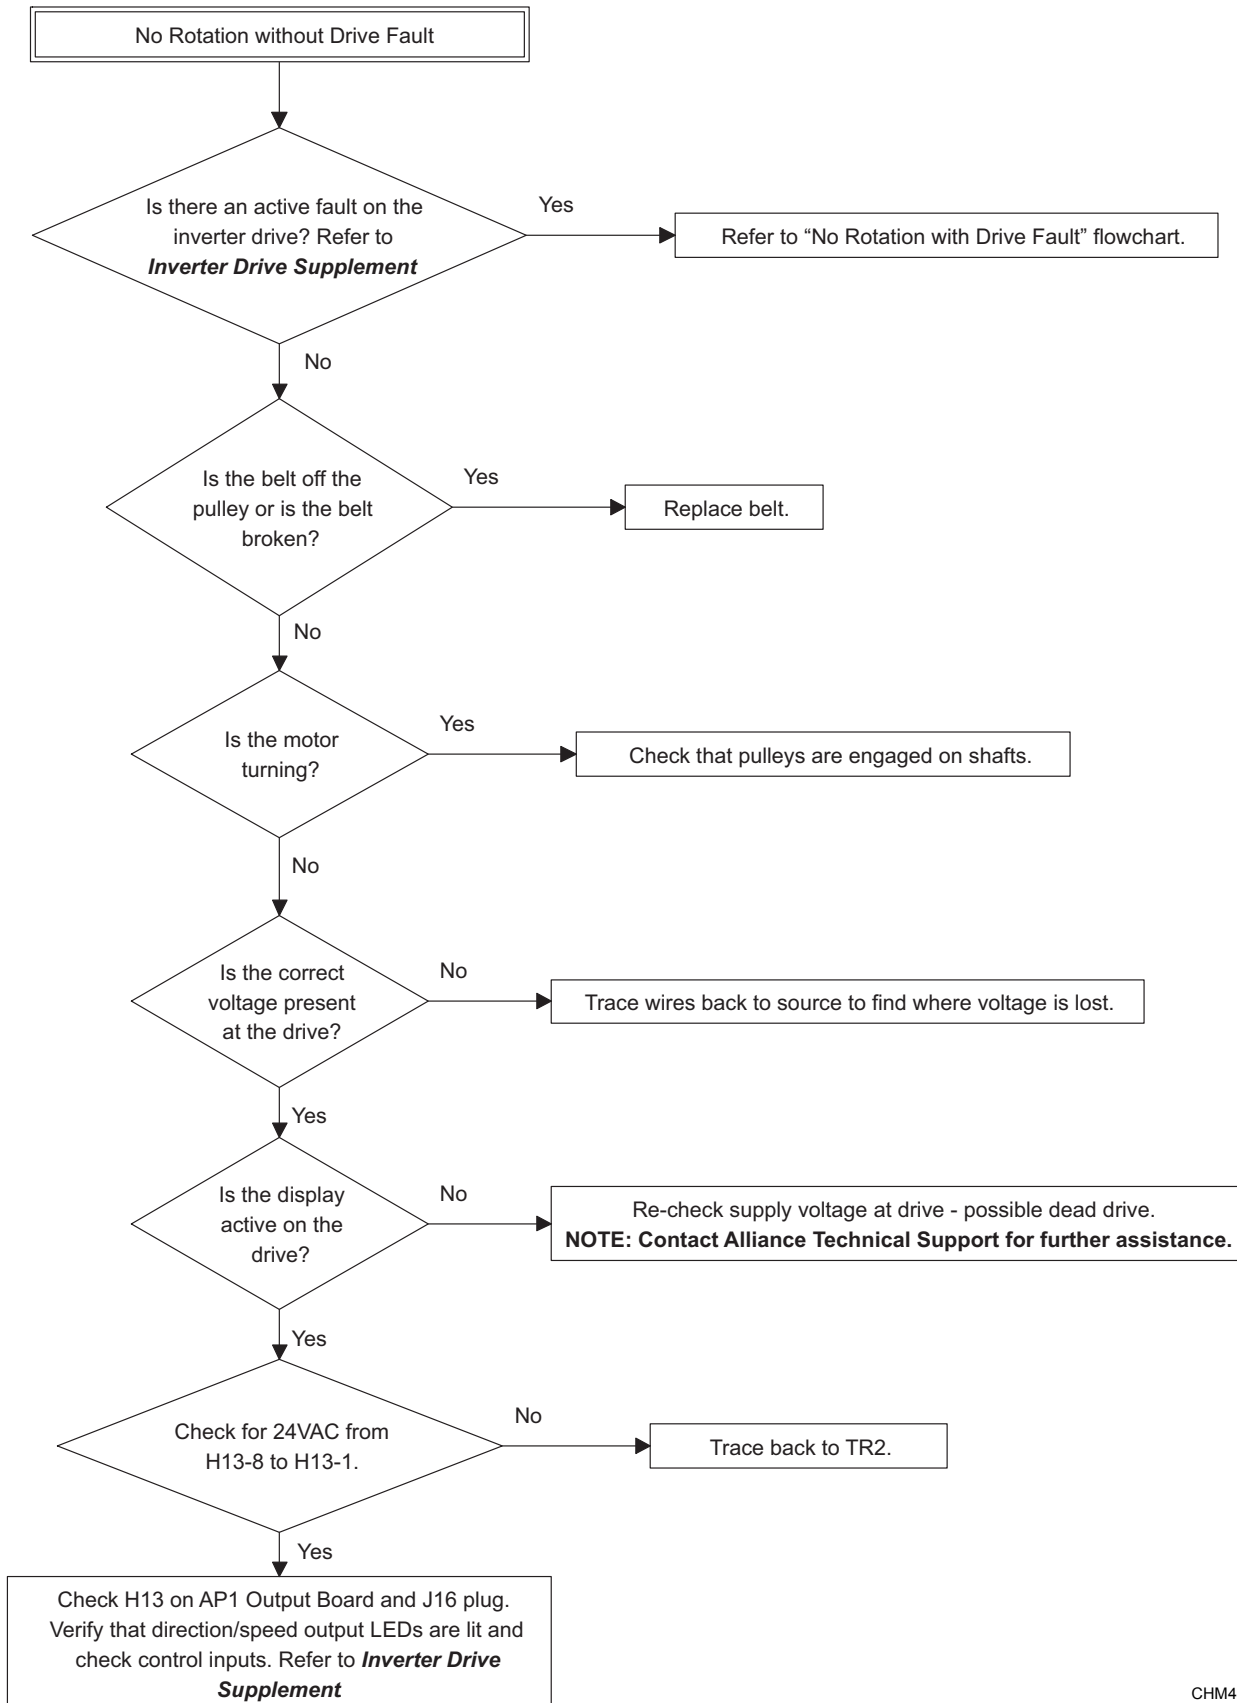 No Rotation without Drive Fault
Is there an active fault on the
inverter drive? Refer to
Inverter Drive Supplement
Yes
Refer to “No Rotation with Drive Fault” flowchart.
No
Is the belt off the
pulley or is the belt
broken?
Yes
Replace belt.
No
Is the motor
turning?
Yes
Check that pulleys are engaged on shafts.
No
Is the correct
voltage present
at the drive?
No
Trace wires back to source to find where voltage is lost.
Yes
Is the display
active on the
drive?
No
Re-check supply voltage at drive - possible dead drive.
NOTE: Contact Alliance Technical Support for further assistance.
Yes
Check for 24VAC from
H13-8 to H13-1.
No
Trace back to TR2.
Yes
Check H13 on AP1 Output Board and J16 plug.
Verify that direction/speed output LEDs are lit and
check control inputs. Refer to Inverter Drive
Supplement
CHM4